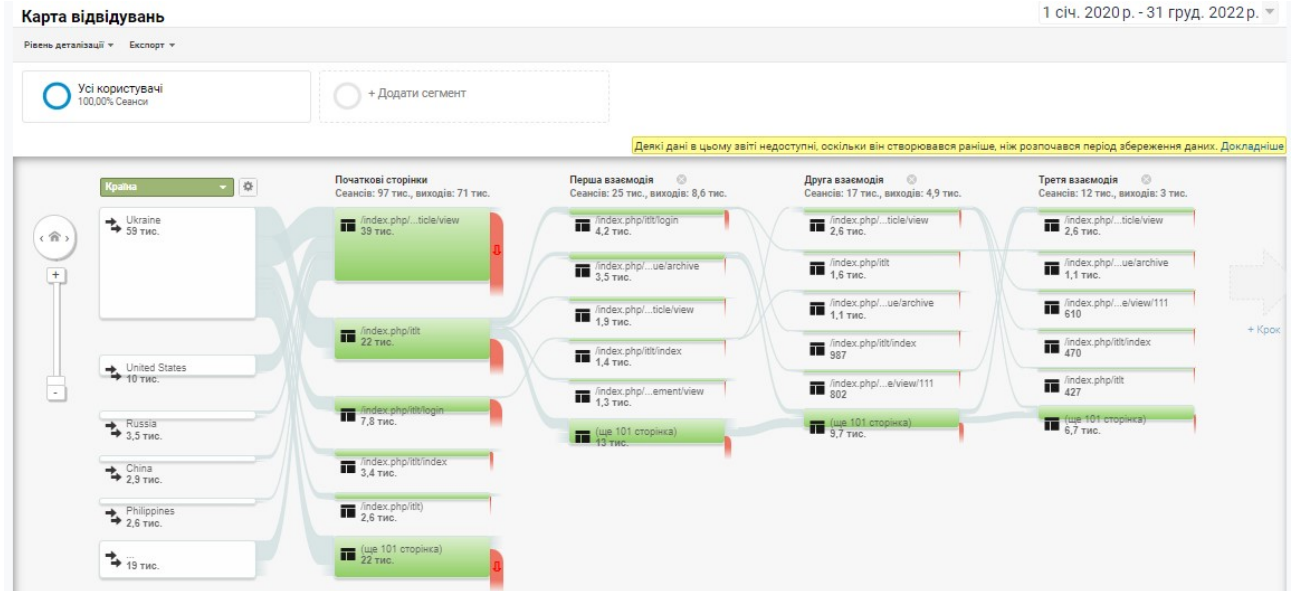 Карта відвідувань
1 січ. 2020 р. - 31 груд. 2022 р.
Рівень деталізації
Експорт
Усі користувачі
100,00% Сеанси
+ Додати сегмент
Деякі дані в цьому звіті недоступні, оскільки він створювався раніше, ніж розпочався період збереження даних. Докладніше
Країна
Ukraine
59 тис.
United States
10 тис.
Russia
3,5 тис.
China
2,9 тис.
Philippines
2,6 тис.
...
19 тис.
Початкові сторінки
Сеансів: 97 тис., виходів: 71 тис.
/index.php/...ticle/view
39 тис.
/index.php/itlt
22 тис.
/index.php/itlt/login
7,8 тис.
/index.php/itlt/index
3,4 тис.
/index.php/itlt)
2,6 тис.
(ще 101 сторінка)
22 тис.
Перша взаємодія
Сеансів: 25 тис., виходів: 8,6 тис.
/index.php/itlt/login
4,2 тис.
/index.php/...ue/archive
3,5 тис.
/index.php/...ticle/view
1,9 тис.
/index.php/itlt/index
1,4 тис.
/index.php/...ement/view
1,3 тис.
(ще 101 сторінка)
13 тис.
Друга взаємодія
Сеансів: 17 тис., виходів: 4,9 тис.
/index.php/...ticle/view
2,6 тис.
/index.php/itlt
1,6 тис.
/index.php/...ue/archive
1,1 тис.
/index.php/itlt/index
987
/index.php/...e/view/111
802
(ще 101 сторінка)
9,7 тис.
Третя взаємодія
Сеансів: 12 тис., виходів: 3 тис.
/index.php/...ticle/view
2,6 тис.
/index.php/...ue/archive
1,1 тис.
/index.php/...e/view/111
610
/index.php/itlt/index
470
/index.php/itlt
427
(ще 101 сторінка)
6,7 тис.
+ Крок